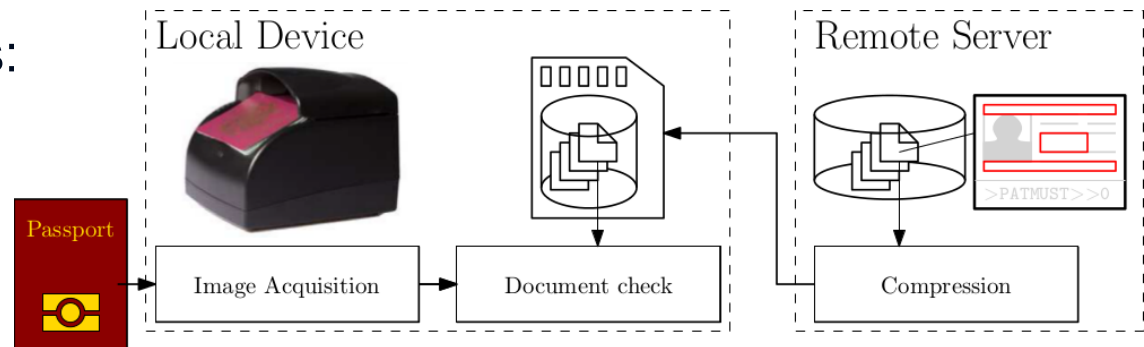 s:
Local Device
Remote Server
>PATMUST>>0
Passport
Image Acquisition
Document check
Compression